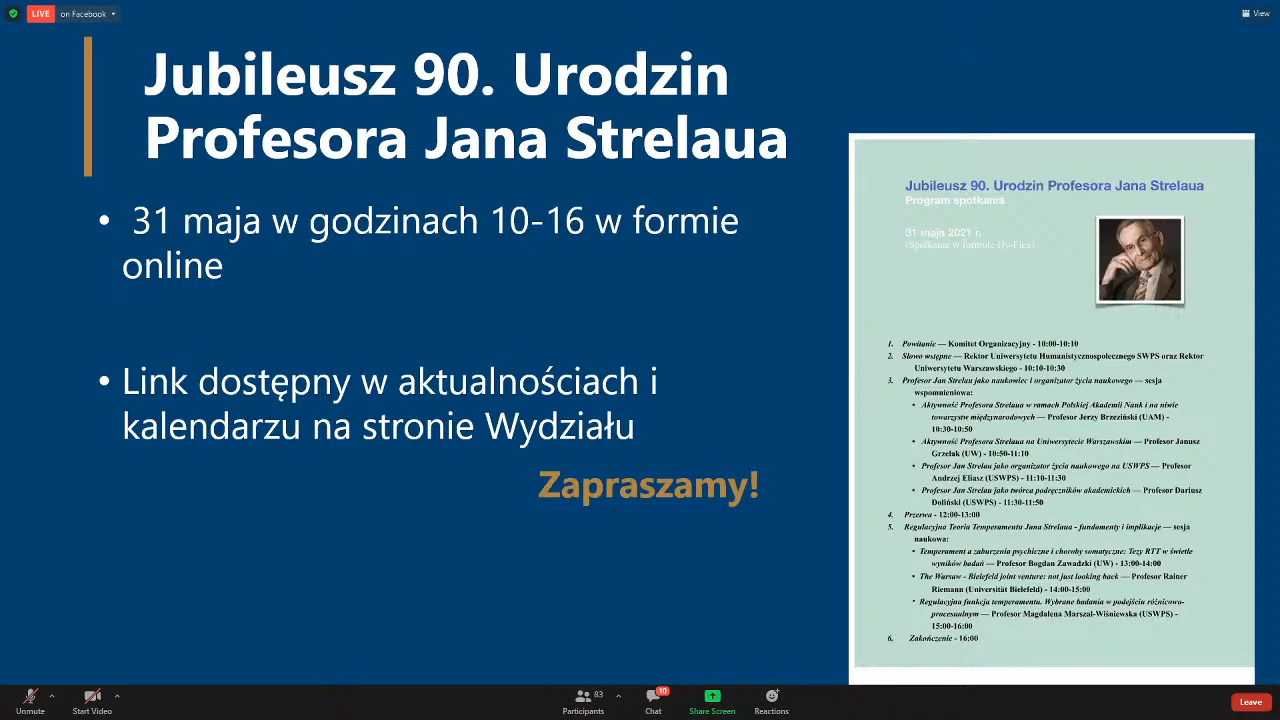 LIVE on Facebook
View
Jubileusz 90. Urodzin
Profesora Jana Strelaua
• 31 maja w godzinach 10-16 w formie
online
• Link dostępny w aktualnościach i
kalendarzu na stronie Wydziału
Zapraszamy!
Jubileusz 90. Urodzin Profesora Jana Strelaua
Program spotkania
31 maja 2021 r.
(Spotkanie w formule Hy-Flex)
1. Powitanie — Komitet Organizacyjny - 10:00-10:10
2. Słowo wstępne — Rektor Uniwersytetu Humanistycznospołecznego SWPS oraz Rektor
Uniwersytetu Warszawskiego - 10:10-10:30
3. Profesor Jan Strelau jako naukowiec i organizator życia naukowego — sesja
wspomnieniowa:
• Aktywność Profesora Strelaua w ramach Polskiej Akademii Nauk i na niwie
towarzystw międzynarodowych — Profesor Jerzy Brzeziński (UAM) -
10:30-10:50
• Aktywność Profesora Strelaua na Uniwersytecie Warszawskim — Profesor Janusz
Grzelak (UW) - 10:50-11:10
• Profesor Jan Strelau jako organizator życia naukowego na USWPS — Profesor
Andrzej Eliasz (USWPS) - 11:10-11:30
• Profesor Jan Strelau jako twórca podręczników akademickich — Profesor Dariusz
Doliński (USWPS) - 11:30-11:50
4. Przerwa - 12:00-13:00
5. Regulacyjna Teoria Temperamentu Jana Strelaua - fundamenty i implikacje — sesja
naukowa:
• Temperament a zaburzenia psychiczne i choroby somatyczne: Tezy RTT w świetle
wyników badań — Profesor Bogdan Zawadzki (UW) - 13:00-14:00
• The Warsaw - Bielefeld joint venture: not just looking back — Profesor Rainer
Riemann (Universität Bielefeld) - 14:00-15:00
• Regulacyjna funkcja temperamentu. Wybrane badania w podejściu różnicowo-
procesualnym — Profesor Magdalena Marszał-Wiśniewska (USWPS) -
15:00-16:00
6. Zakończenie - 16:00
Unmute
Start Video
83
Participants
10
Chat
Share Screen
Reactions
Leave